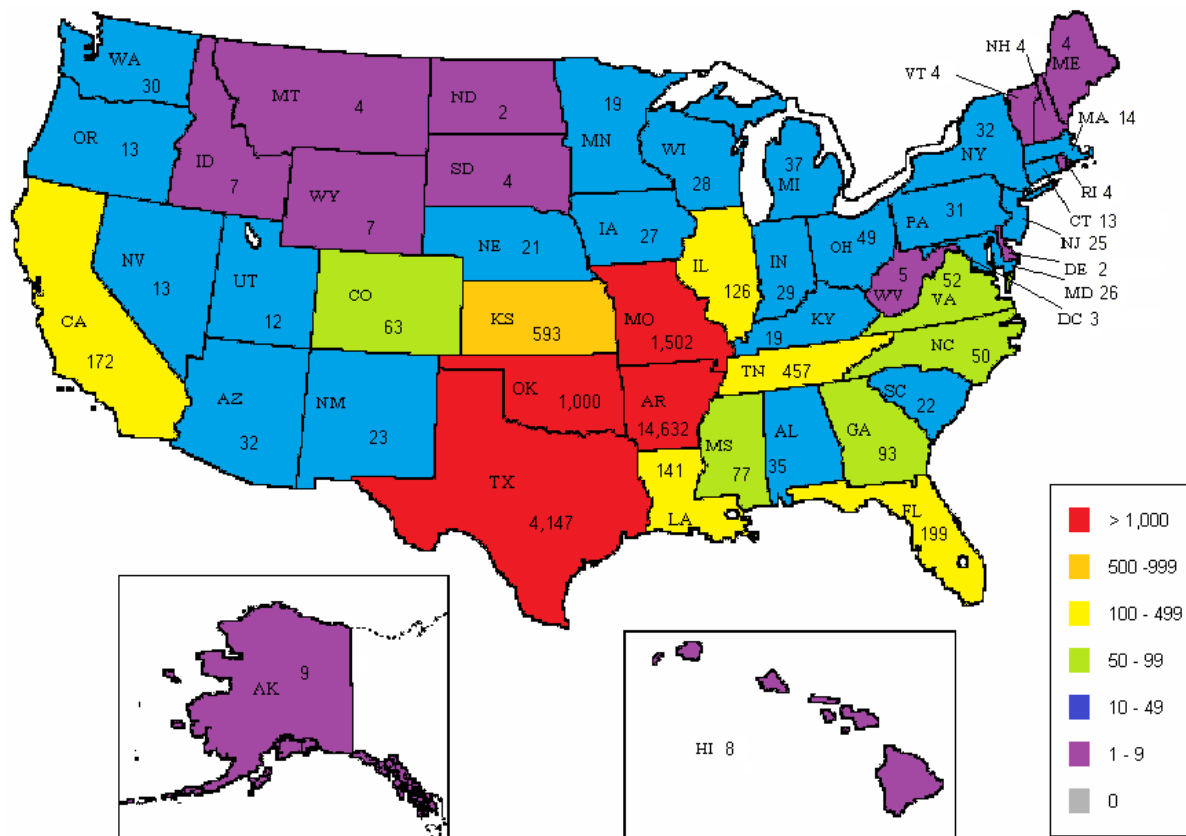 WA 30
OR 13
CA 172
NV 13
ID 7
MT 4
WY 7
UT 12
AZ 32
CO 63
NM 23
ND 2
SD 4
NE 21
KS 593
OK 1,000
TX 4,147
MN 19
IA 27
MO 1,502
AR 14,632
LA 141
WI 28
IL 126
MI 37
IN 29
OH 49
KY 19
TN 457
MS 77
AL 35
GA 93
FL 199
SC 22
NC 50
VA 52
WV 5
PA 31
NY 32
VT 4
NH 4
ME 4
MA 14
RI 4
CT 13
NJ 25
DE 2
MD 26
DC 3
AK 9
HI 8
> 1,000
500 -999
100 - 499
50 - 99
10 - 49
1 - 9
0